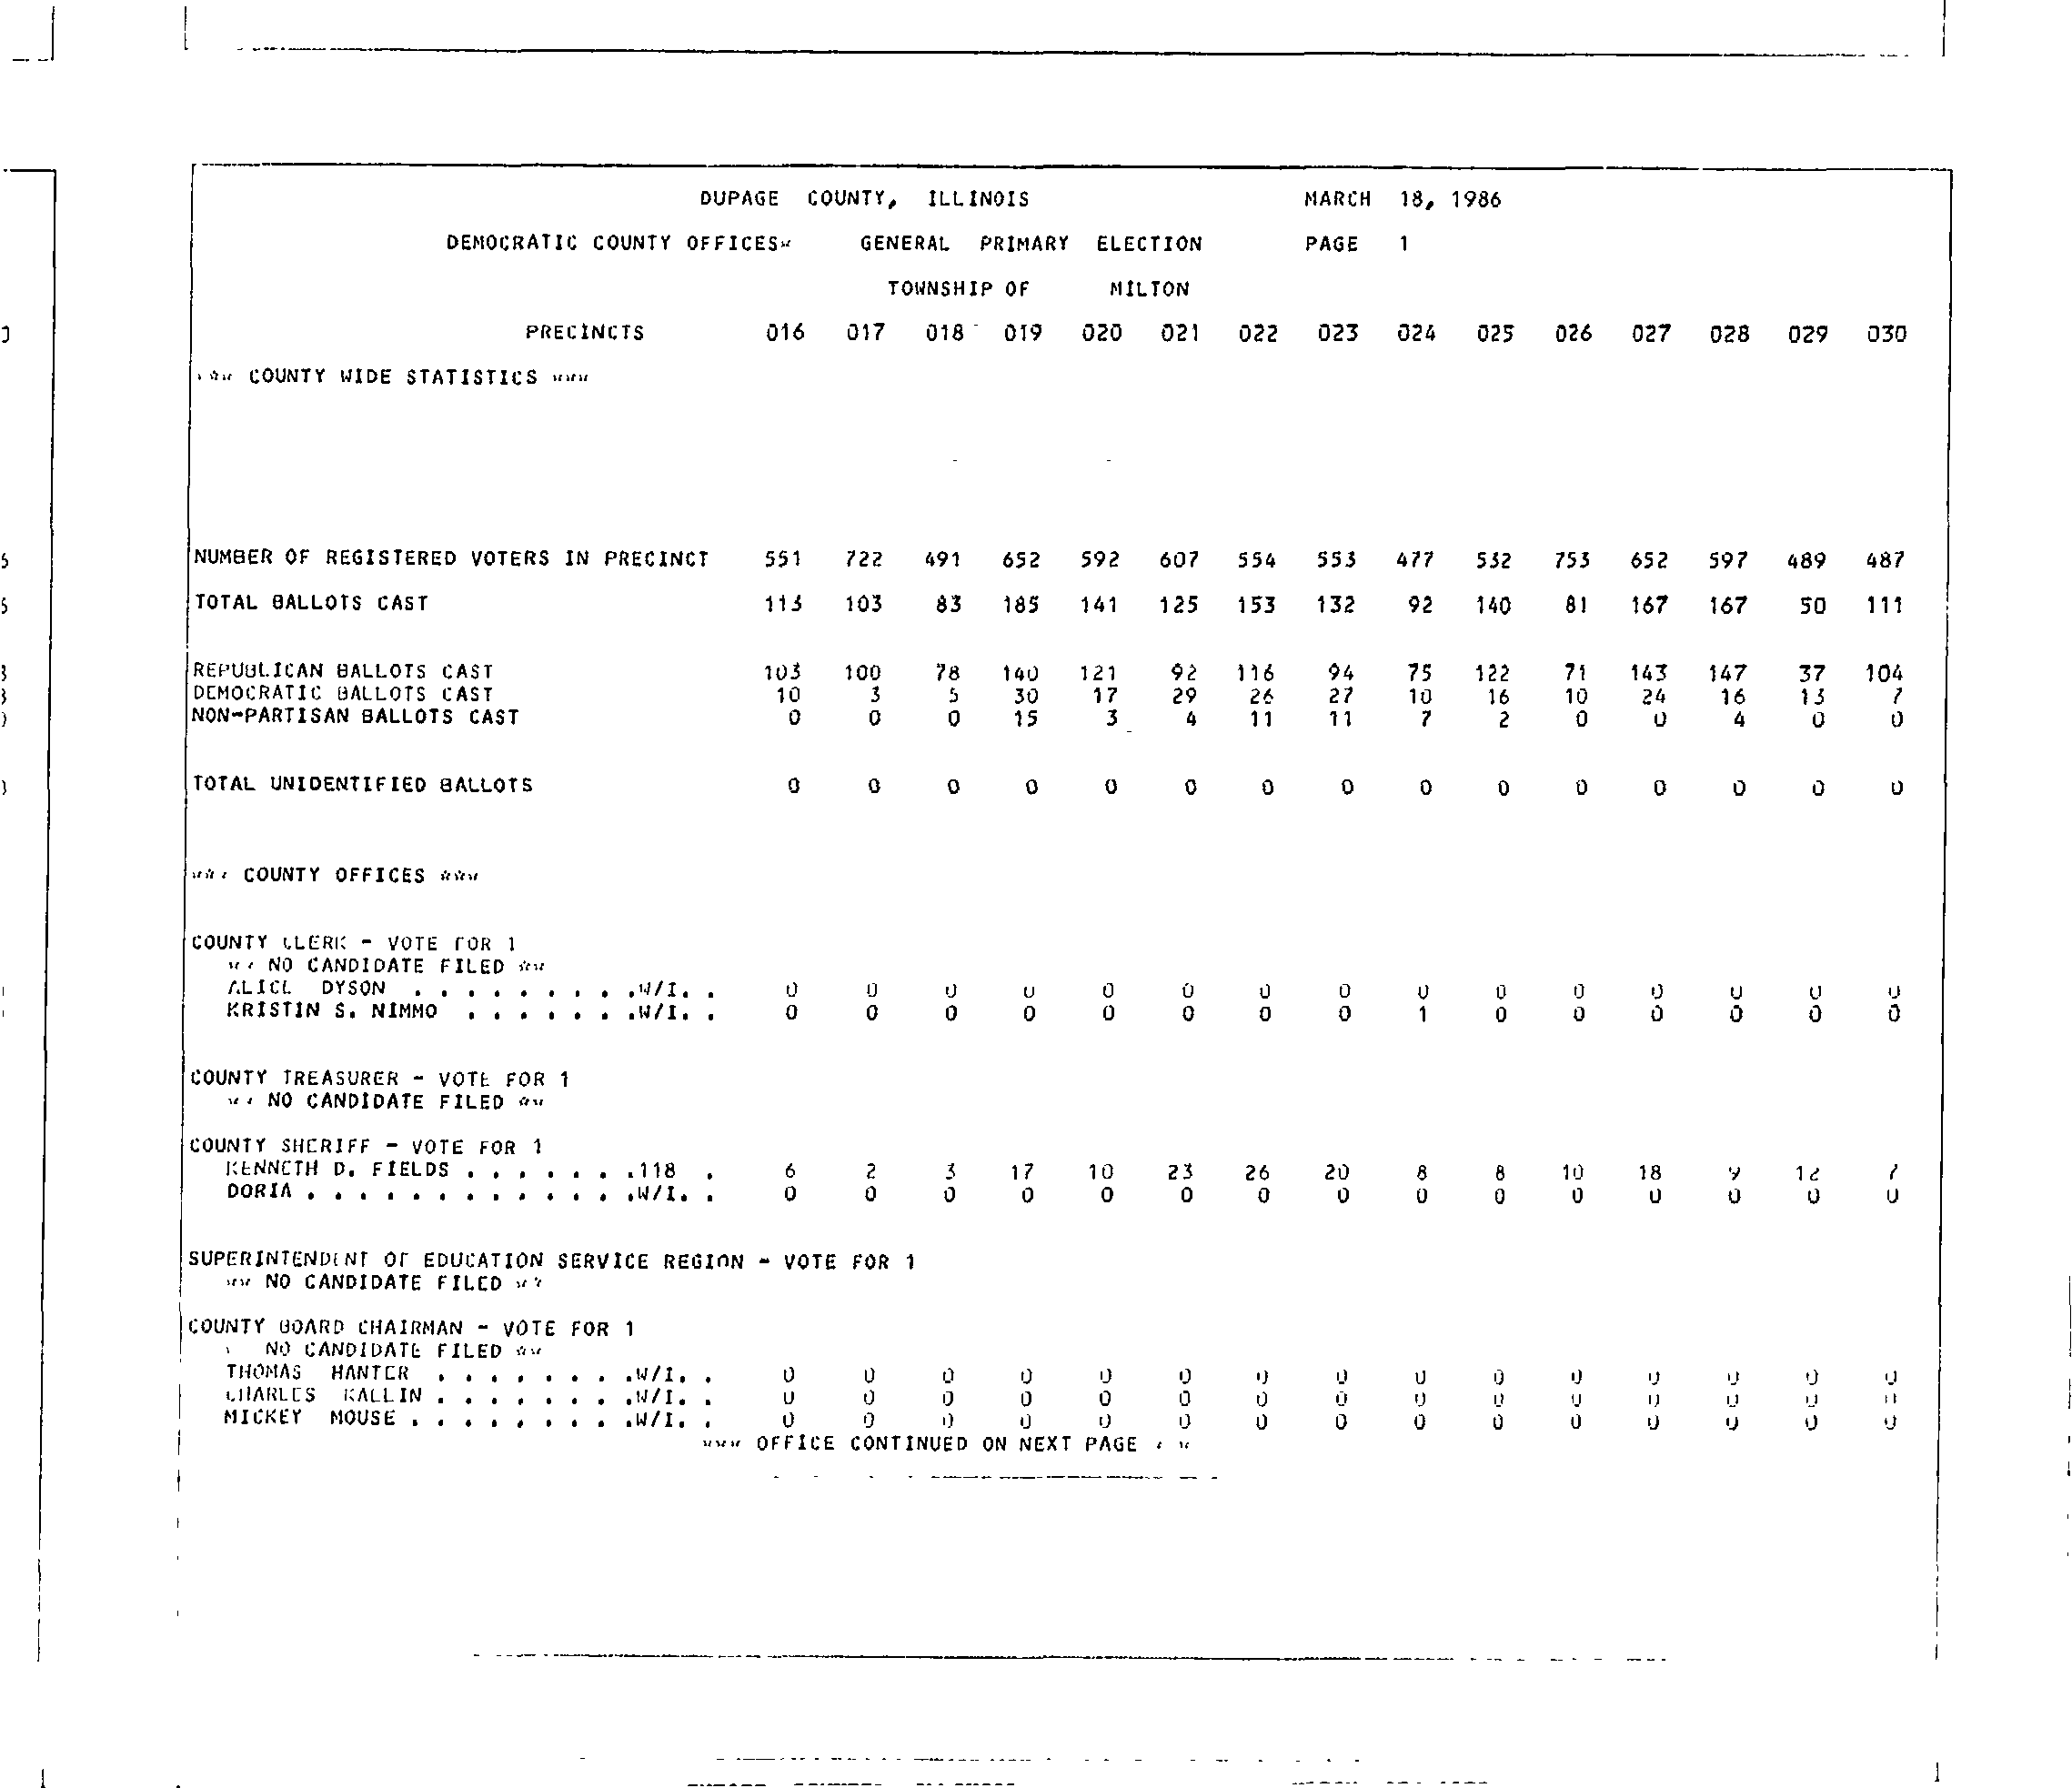 DUPAGE COUNTY, ILLINOIS MARCH 18, 1986
DEMOCRATIC COUNTY OFFICES* GENERAL PRIMARY ELECTION PAGE 1
TOWNSHIP OF MILTON
PRECINCTS 016 017 018 019 020 021 022 023 024 025 026 027 028 029 030
*** COUNTY WIDE STATISTICS ***
NUMBER OF REGISTERED VOTERS IN PRECINCT 551 722 491 652 592 607 554 553 477 532 753 652 597 489 487
TOTAL BALLOTS CAST 113 103 83 185 141 125 153 132 92 140 81 167 167 50 111
REPUBLICAN BALLOTS CAST 103 100 78 140 121 92 116 94 75 122 71 143 147 37 104
DEMOCRATIC BALLOTS CAST 10 3 5 30 17 29 26 27 10 16 10 24 16 13 7
NON-PARTISAN BALLOTS CAST 0 0 0 15 3 4 11 11 7 2 0 0 4 0 0
TOTAL UNIDENTIFIED BALLOTS 0 0 0 0 0 0 0 0 0 0 0 0 0 0 0
*** COUNTY OFFICES ***
COUNTY CLERK - VOTE FOR 1
** NO CANDIDATE FILED **
ALICE DYSON . . . . . . . . .W/I. . 0 0 0 0 0 0 0 0 0 0 0 0 0 0 0
KRISTIN S. NIMMO . . . . . . .W/I. . 0 0 0 0 0 0 0 0 1 0 0 0 0 0 0
COUNTY TREASURER - VOTE FOR 1
** NO CANDIDATE FILED **
COUNTY SHERIFF - VOTE FOR 1
KENNETH D. FIELDS . . . . . . .118 . 6 2 3 17 10 23 26 20 8 8 10 18 9 12 7
DORIA . . . . . . . . . . . . .W/I. . 0 0 0 0 0 0 0 0 0 0 0 0 0 0 0
SUPERINTENDENT OF EDUCATION SERVICE REGION - VOTE FOR 1
** NO CANDIDATE FILED **
COUNTY BOARD CHAIRMAN - VOTE FOR 1
NO CANDIDATE FILED **
THOMAS HANTER . . . . . . . .W/I. . 0 0 0 0 0 0 0 0 0 0 0 0 0 0 0
CHARLES KALLIN . . . . . . . .W/I. . 0 0 0 0 0 0 0 0 0 0 0 0 0 0 0
MICKEY MOUSE . . . . . . . . .W/I. . 0 0 0 0 0 0 0 0 0 0 0 0 0 0 0
*** OFFICE CONTINUED ON NEXT PAGE * *